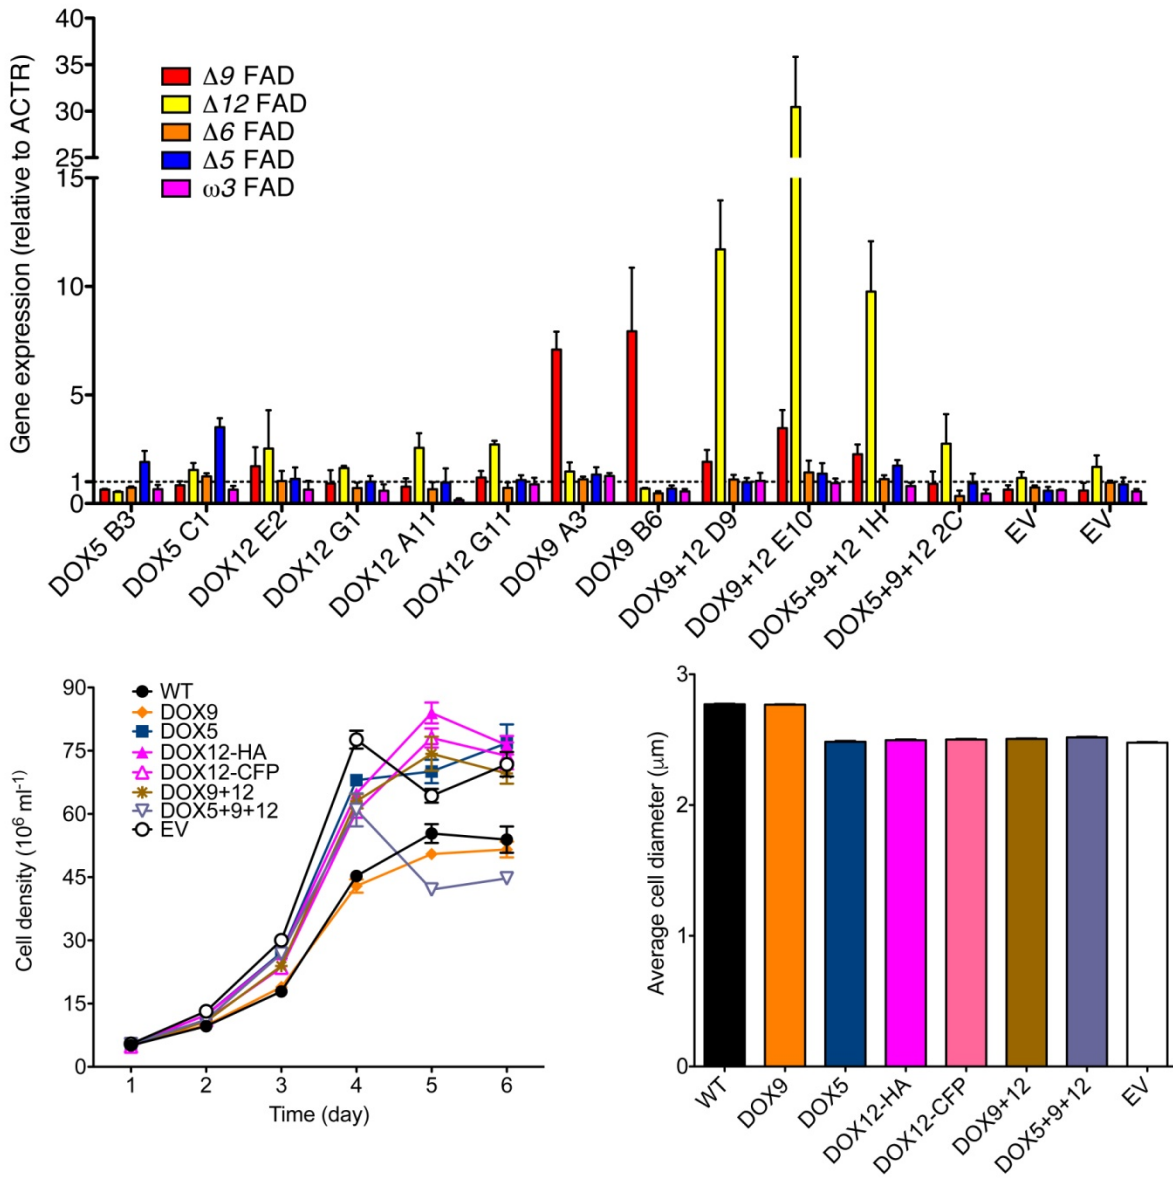 Gene expression (relative to ACTR)
40
35
30
25
15
10
5
1
0
Δ9 FAD
Δ12 FAD
Δ6 FAD
Δ5 FAD
ω3 FAD
DOX5 B3
DOX5 C1
DOX12 E2
DOX12 G1
DOX12 A11
DOX12 G11
DOX9 A3
DOX9 B6
DOX9+12 D9
DOX9+12 E10
DOX5+9+12 1H
DOX5+9+12 2C
EV
EV
Cell density (10⁶ ml⁻¹)
90
75
60
45
30
15
0
WT
DOX9
DOX5
DOX12-HA
DOX12-CFP
DOX9+12
DOX5+9+12
EV
1 2 3 4 5 6
Time (day)
Average cell diameter (μm)
3
2
1
0
WT
DOX9
DOX5
DOX12-HA
DOX12-CFP
DOX9+12
DOX5+9+12
EV